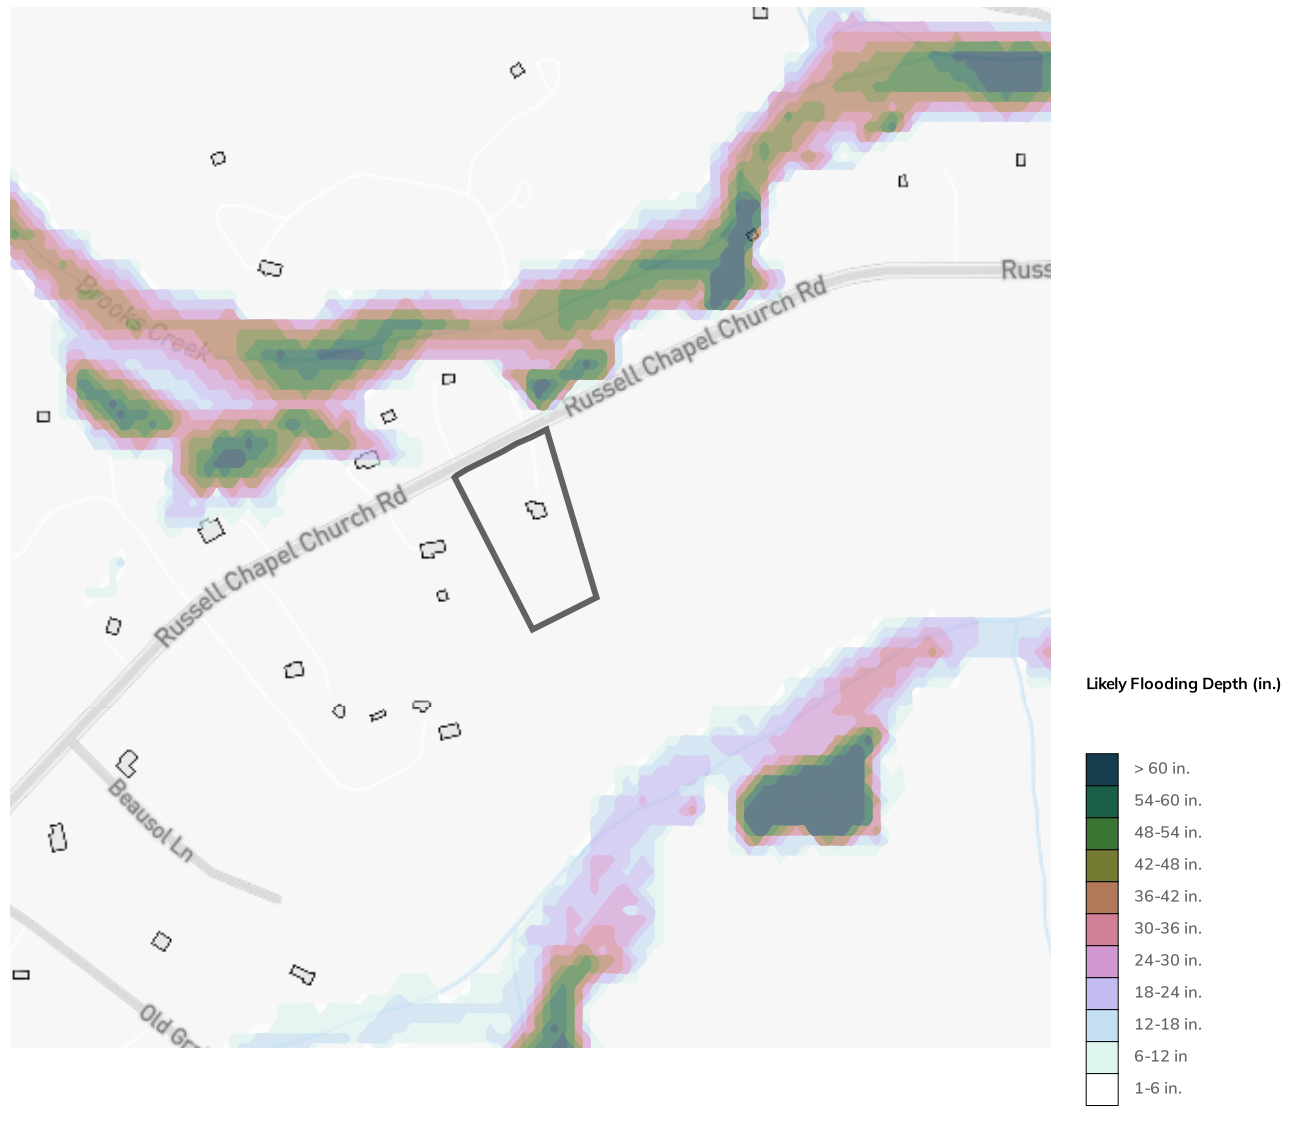 Russ
Brooks Creek
Russell Chapel Church Rd
Russell Chapel Church Rd
Beausol Ln
Old Gr
Likely Flooding Depth (in.)
> 60 in.
54-60 in.
48-54 in.
42-48 in.
36-42 in.
30-36 in.
24-30 in.
18-24 in.
12-18 in.
6-12 in
1-6 in.